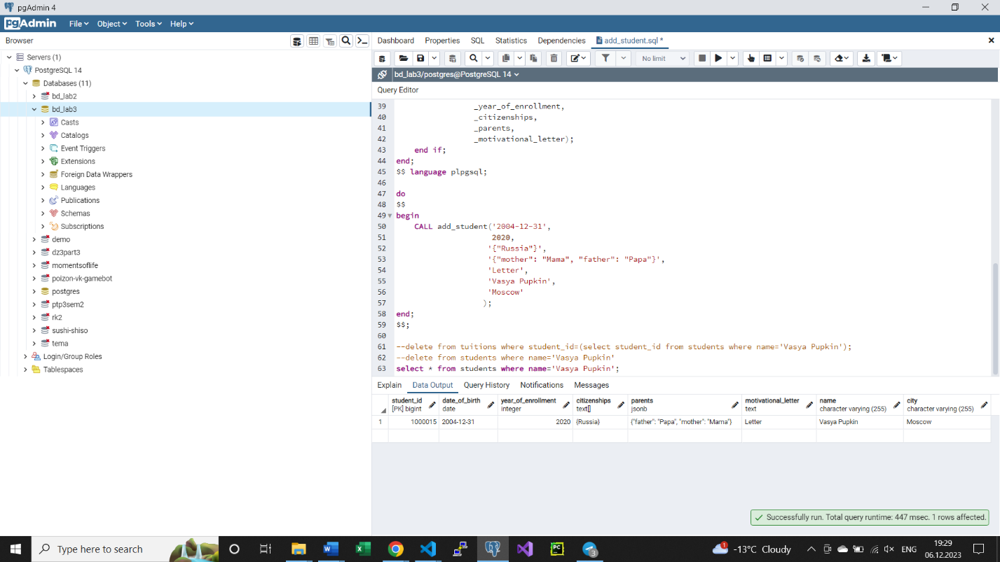 pgAdmin 4
pgAdmin File Object Tools Help
Browser
Dashboard Properties SQL Statistics Dependencies add_student.sql *
No limit
bd_lab3/postgres@PostgreSQL 14
Query Editor
Servers (1)
PostgreSQL 14
Databases (11)
bd_lab2
bd_lab3
Casts
Catalogs
Event Triggers
Extensions
Foreign Data Wrappers
Languages
Publications
Schemas
Subscriptions
demo
dz3part3
momentsoflife
poizon-vk-gamebot
postgres
ptp3sem2
rk2
sushi-shiso
tema
Login/Group Roles
Tablespaces
39 _year_of_enrollment,
40 _citizenships,
41 _parents,
42 _motivational_letter);
43 end if;
44 end;
45 $$ language plpgsql;
46
47 do
48 $$
49 begin
50 CALL add_student('2004-12-31',
51 2020,
52 '{"Russia"}',
53 '{"mother": "Mama", "father": "Papa"}',
54 'Letter',
55 'Vasya Pupkin',
56 'Moscow'
57 );
58 end;
59 $$;
60
61 --delete from tuitions where student_id=(select student_id from students where name='Vasya Pupkin');
62 --delete from students where name='Vasya Pupkin'
63 select * from students where name='Vasya Pupkin';
Explain Data Output Query History Notifications Messages
student_id date_of_birth year_of_enrollment citizenships parents motivational_letter name city
[PK] bigint date integer text[] jsonb text character varying (255) character varying (255)
1 1000015 2004-12-31 2020 {Russia} {"father": "Papa", "mother": "Mama"} Letter Vasya Pupkin Moscow
Successfully run. Total query runtime: 447 msec. 1 rows affected.
Type here to search
1 -13°C Cloudy
ENG
19:29
06.12.2023
3
PC